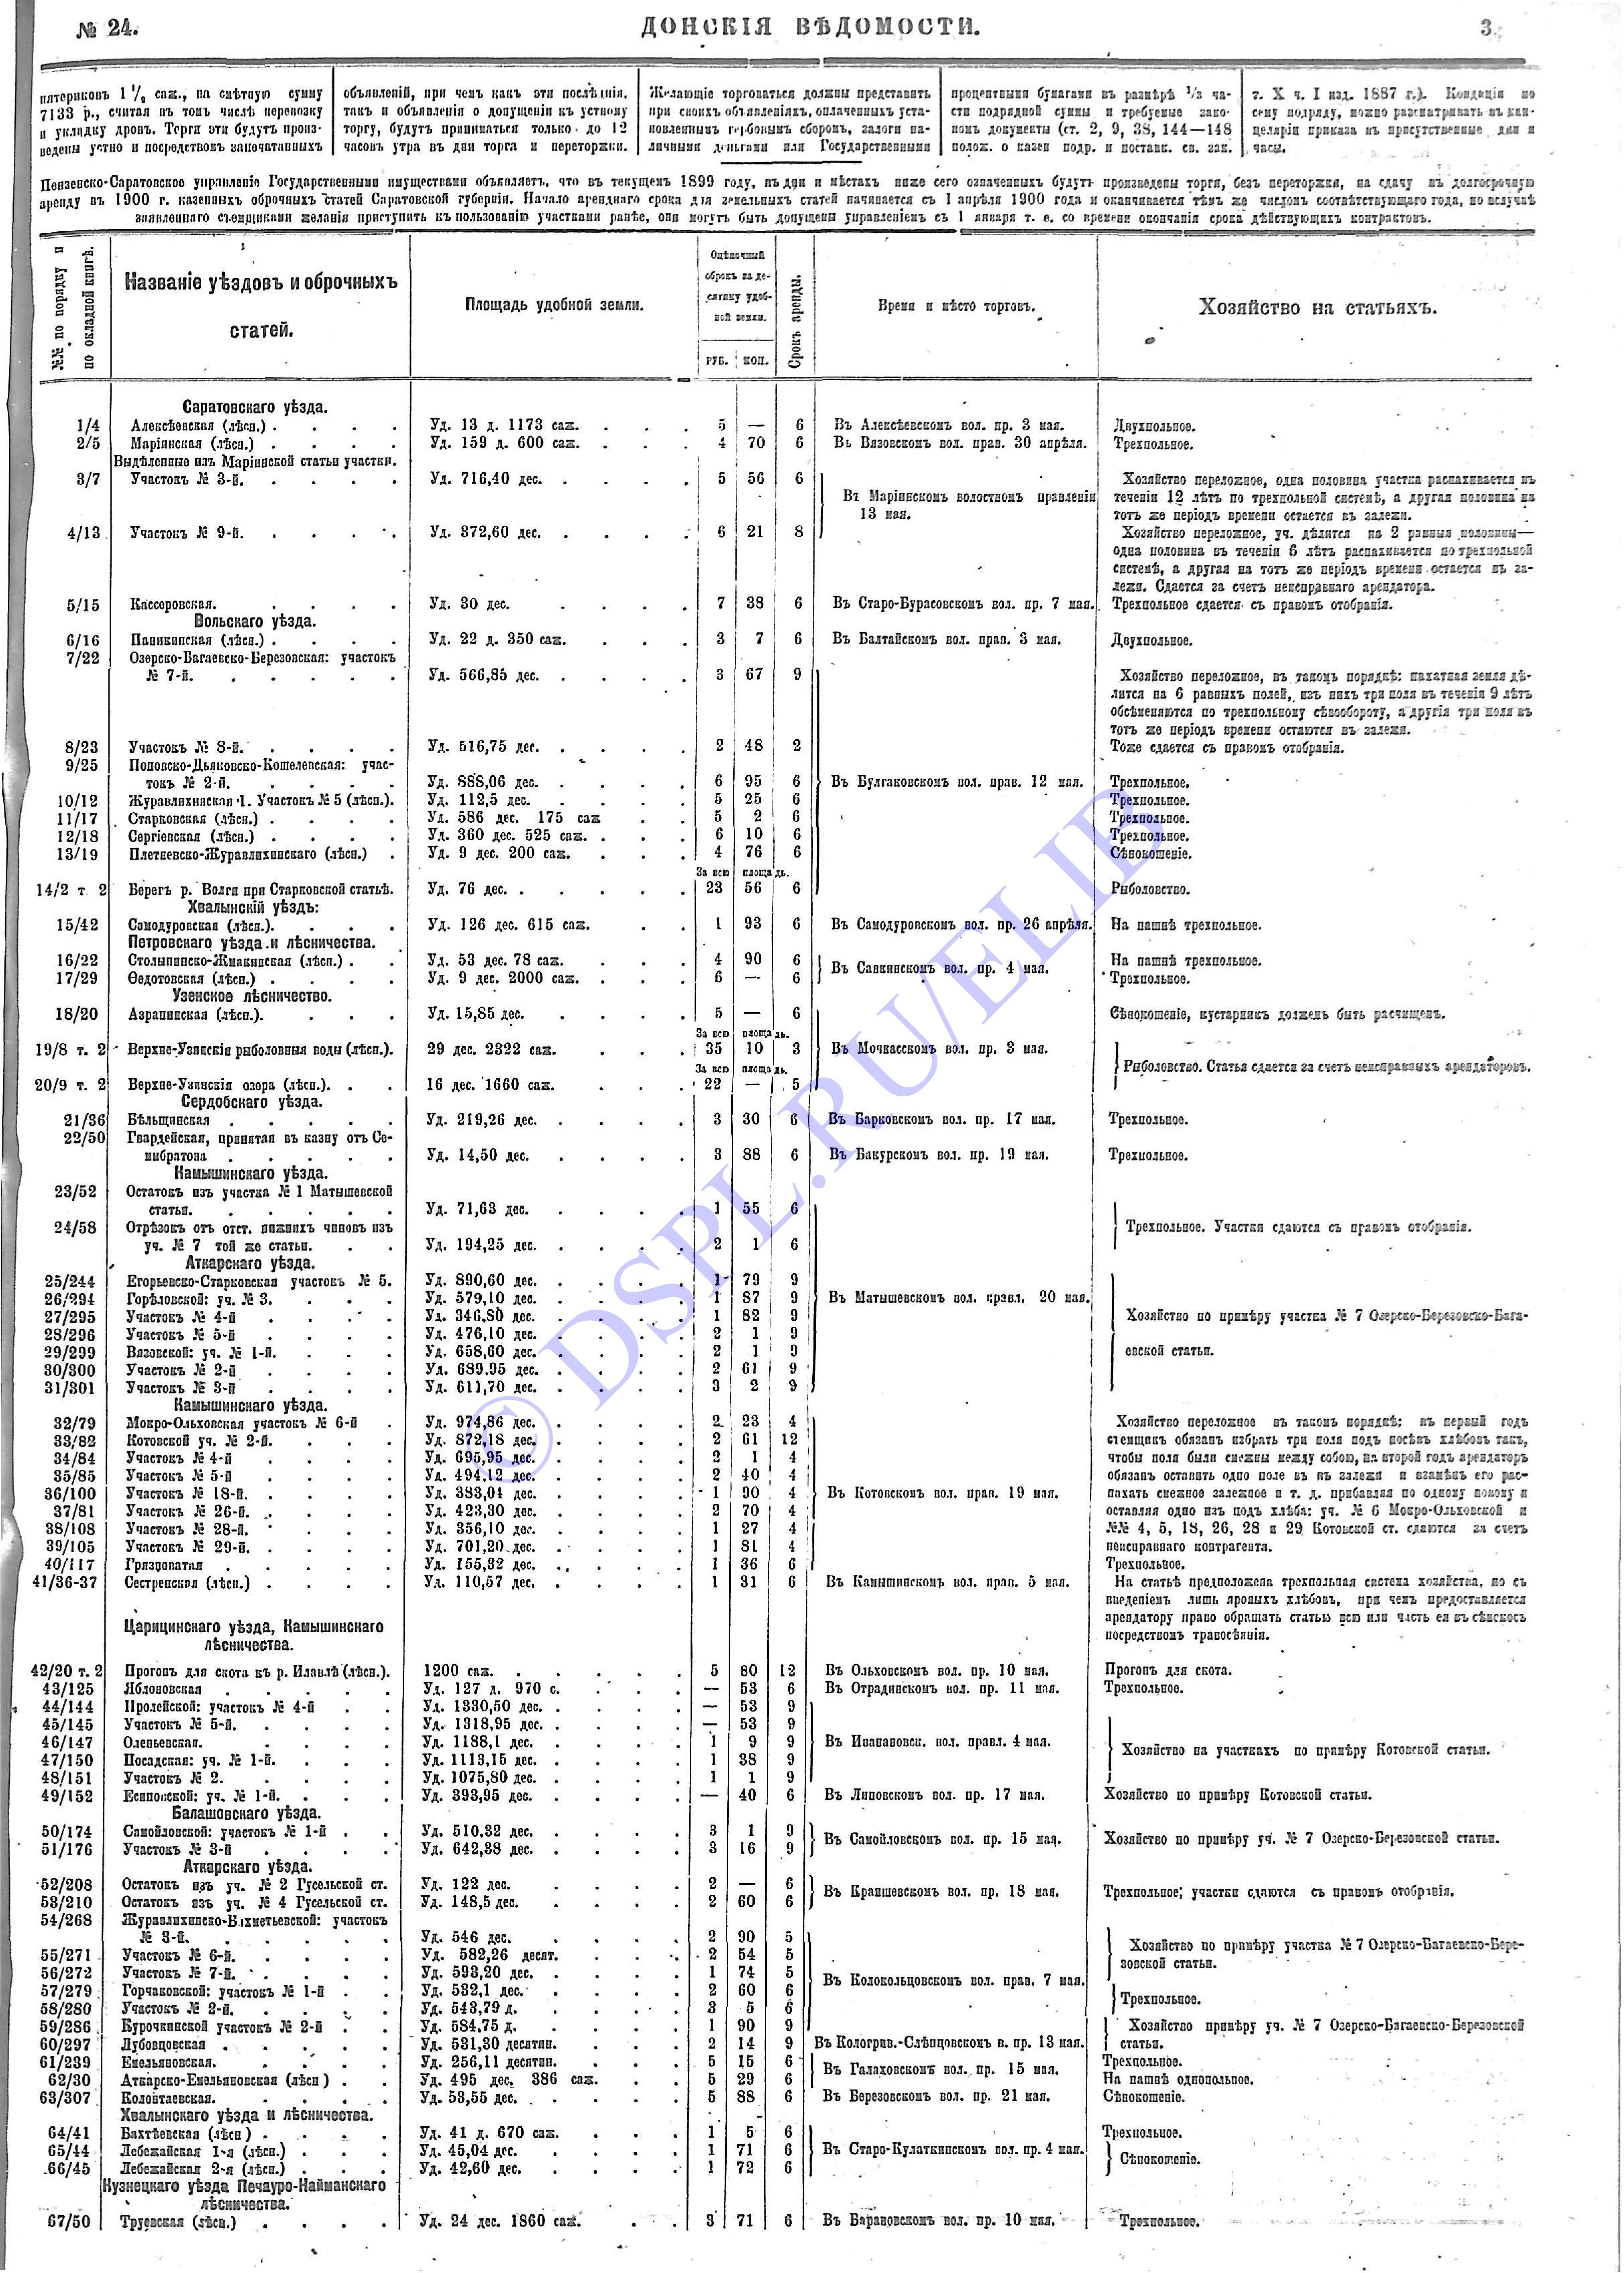 № 24.
ДОНСКІЯ ВѢДОМОСТИ.
3.
пятериковъ 1 1/2 саж., на смѣтную сумму
7133 р., считая въ томъ числѣ перевозку
и укладку дровъ. Торги эти будутъ произ-
ведены устно и посредствомъ запечатанныхъ
объявленій, при чемъ какъ эти послѣднія,
такъ и объявленія о допущеніи къ устному
торгу, будутъ приниматься только до 12
часовъ утра въ дни торга и переторжки.
Желающіе торговаться должны представить
при своихъ объявленіяхъ, оплаченныхъ уста-
новленнымъ гербовымъ сборомъ, залоги на-
личными деньгами или Государственными
процентными бумагами въ размѣрѣ 1/3 ча-
сти подрядной суммы и требуемые зако-
номъ документы (ст. 2, 9, 38, 144—148
полож. о казен подр. и поставк. св. зак.
т. X ч. I изд. 1887 г.). Кондиціи по
сему подряду, можно разсматривать въ кан-
целяріи приказа въ присутственные дни и
часы.
Пензенско-Саратовское управленіе Государственными имуществами объявляетъ, что въ текущемъ 1899 году, въ дни и мѣстахъ ниже сего означенныхъ будутъ произведены торги, безъ переторжки, на сдачу въ долгосрочную
аренду въ 1900 г. казенныхъ оброчныхъ статей Саратовской губерніи. Начало аренднаго срока для земельныхъ статей начинается съ 1 апрѣля 1900 года и оканчивается тѣмъ же числомъ соотвѣтствующаго года, но въ случаѣ
заявленнаго съемщиками желанія приступить къ пользованію участками ранѣе, они могутъ быть допущены управленіемъ съ 1 января т. е. со времени окончанія срока дѣйствующихъ контрактовъ.
№№ по порядку и по окладной книгѣ.
Названіе уѣздовъ и оброчныхъ статей.
Площадь удобной земли.
Оцѣночный оброкъ за де-сятину удоб-ной земли.
РУБ. КОП.
Срокъ аренды.
Время и мѣсто торговъ.
Хозяйство на статьяхъ.
Саратовскаго уѣзда.
1/4 Алексѣевская (лѣсн.) . Уд. 13 д. 1173 саж. 5 — 6 Въ Алексѣевскомъ вол. пр. 3 мая. Двухпольное.
2/5 Маріинская (лѣсн.) Уд. 159 д. 600 саж. 4 70 6 Въ Вязовскомъ вол. прав. 30 апрѣля. Трехпольное.
Выдѣленные изъ Маріинской статьи участки.
3/7 Участокъ № 3-й. Уд. 716,40 дес. 5 56 6 Хозяйство переложное, одна половина участка распахивается въ
Въ Маріинскомъ волостномъ правленіи теченіи 12 лѣтъ по трехпольной системѣ, а другая половина на
13 мая. тотъ же періодъ времени остается въ залежи.
4/13 Участокъ № 9-й. Уд. 372,60 дес. 6 21 8 Хозяйство переложное, уч. дѣлится на 2 равныя половины—
одна половина въ теченіи 6 лѣтъ распахивается по трехпольной
системѣ, а другая на тотъ же періодъ времени остается въ за-
лежи. Сдается за счетъ неисправнаго арендатора.
5/15 Кассоровская. Уд. 30 дес. 7 38 6 Въ Старо-Бурасовскомъ вол. пр. 7 мая. Трехпольное сдается съ правомъ отобранія.
Вольскаго уѣзда.
6/16 Паникинская (лѣсн.) . Уд. 22 д. 350 саж. 3 7 6 Въ Балтайскомъ вол. прав. 3 мая. Двухпольное.
7/22 Озерско-Багаевско-Березовская: участокъ
№ 7-й. Уд. 566,85 дес. 3 67 9 Хозяйство переложное, въ такомъ порядкѣ: пахатная земля дѣ-
лится на 6 равныхъ полей, изъ нихъ три поля въ теченіи 9 лѣтъ
обсѣменяются по трехпольному сѣвообороту, а другія три поля въ
тотъ же періодъ времени остаются въ залежи.
8/23 Участокъ № 8-й. Уд. 516,75 дес. 2 48 2 Тоже сдается съ правомъ отобранія.
9/25 Поповско-Дьяковско-Кошелевская: учас-
токъ № 2-й. Уд. 888,06 дес. 6 95 6 Въ Булгаковскомъ вол. прав. 12 мая. Трехпольное.
10/12 Журавлихинская 1. Участокъ № 5 (лѣсн.). Уд. 112,5 дес. 5 25 6 Трехпольное.
11/17 Старковская (лѣсн.) . Уд. 586 дес. 175 саж 5 2 6 Трехпольное.
12/18 Сергіевская (лѣсн.) Уд. 360 дес. 525 саж. 6 10 6 Трехпольное.
13/19 Плетневско-Журавлихинскаго (лѣсн.) Уд. 9 дес. 200 саж. 4 76 6 Сѣнокошеніе.
За всю площадь.
14/2 т. 2 Берегъ р. Волги при Старковской статьѣ. Уд. 76 дес. 23 56 6 Рыболовство.
Хвалынскій уѣздъ:
15/42 Самодуровская (лѣсн.). Уд. 126 дес. 615 саж. 1 93 6 Въ Самодуровскомъ вол. пр. 26 апрѣля. На пашнѣ трехпольное.
Петровскаго уѣзда и лѣсничества.
16/22 Столыпинско-Жмакинская (лѣсн.) . Уд. 53 дес. 78 саж. 4 90 6 На пашнѣ трехпольное.
Въ Савкинскомъ вол. пр. 4 мая.
17/29 Ѳедотовская (лѣсн.) . Уд. 9 дес. 2000 саж. 6 — 6 Трехпольное.
Узенское лѣсничество.
18/20 Азрапинская (лѣсн.). Уд. 15,85 дес. 5 — 6 Сѣнокошеніе, кустарникъ долженъ быть расчищенъ.
За всю площадь.
19/8 т. 2 Верхне-Узинскія рыболовныя воды (лѣсн.). 29 дес. 2322 саж. 35 10 3 Въ Мочкасскомъ вол. пр. 3 мая.
За всю площадь. Рыболовство. Статья сдается за счетъ неисправныхъ арендаторовъ.
20/9 т. 2 Верхне-Узинскія озера (лѣсн.). 16 дес. 1660 саж. 22 — 5
Сердобскаго уѣзда.
21/36 Бѣльщинская Уд. 219,26 дес. 3 30 6 Въ Барковскомъ вол. пр. 17 мая. Трехпольное.
22/50 Гвардейская, принятая въ казну отъ Се-
мибратова Уд. 14,50 дес. 3 88 6 Въ Бакурскомъ вол. пр. 19 мая. Трехпольное.
Камышинскаго уѣзда.
23/52 Остатокъ изъ участка № 1 Матышевской
статьи. Уд. 71,63 дес. 1 55 6
24/58 Отрѣзокъ отъ отст. нижнихъ чиновъ изъ Трехпольное. Участки сдаются съ правомъ отобранія.
уч. № 7 той же статьи. Уд. 194,25 дес. 2 1 6
Аткарскаго уѣзда.
25/244 Егорьевско-Старковская участокъ № 5. Уд. 890,60 дес. 1 79 9
26/294 Горѣловской: уч. № 3. Уд. 579,10 дес. 1 87 9 Въ Матышевскомъ вол. правл. 20 мая.
27/295 Участокъ № 4-й Уд. 346,80 дес. 1 82 9 Хозяйство по примѣру участка № 7 Озерско-Березовско-Бага-
28/296 Участокъ № 5-й Уд. 476,10 дес. 2 1 9
29/299 Вязовской: уч. № 1-й. Уд. 658,60 дес. 2 1 9 евской статьи.
30/300 Участокъ № 2-й Уд. 689.95 дес. 2 61 9
31/301 Участокъ № 3-й Уд. 611,70 дес. 3 2 9
Камышинскаго уѣзда.
32/79 Мокро-Ольховская участокъ № 6-й Уд. 974,86 дес. 2 23 4 Хозяйство переложное въ такомъ порядкѣ: въ первый годъ
33/82 Котовской уч. № 2-й. Уд. 872,18 дес. 2 61 12 съемщикъ обязанъ избрать три поля подъ посѣвъ хлѣбовъ такъ,
34/84 Участокъ № 4-й Уд. 695,95 дес. 2 1 4 чтобы поля были смежны между собою, на второй годъ арендаторъ
35/85 Участокъ № 5-й Уд. 494,12 дес. 2 40 4 обязанъ оставить одно поле въ въ залежи и взамѣнъ его рас-
36/100 Участокъ № 18-й. Уд. 383,04 дес. 1 90 4 Въ Котовскомъ вол. прав. 19 мая. пахать смежное залежное и т. д. прибавляя по одному новому и
37/81 Участокъ № 26-й. Уд. 423,30 дес. 2 70 4 оставляя одно изъ подъ хлѣба: уч. № 6 Мокро-Ольховской и
38/108 Участокъ № 28-й. Уд. 356,10 дес. 1 27 4 №№ 4, 5, 18, 26, 28 и 29 Котовской ст. сдаются за счетъ
39/105 Участокъ № 29-й. Уд. 701,20 дес. 1 81 4 неисправнаго контрагента.
40/117 Грязноватая Уд. 155,32 дес. 1 36 6 Трехпольное.
41/36-37 Сестренская (лѣсн.) . Уд. 110,57 дес. 1 31 6 Въ Камышинскомъ вол. прав. 5 мая. На статьѣ предположена трехпольная система хозяйства, но съ
введеніемъ лишь яровыхъ хлѣбовъ, при чемъ предоставляется
арендатору право обращать статью всю или часть ея въ сѣнокосъ
посредствомъ травосѣянія.
Царицинскаго уѣзда, Камышинскаго
лѣсничества.
42/20 т. 2 Прогонъ для скота къ р. Иловлѣ (лѣсн.). 1200 саж. 5 80 12 Въ Ольховскомъ вол. пр. 10 мая. Прогонъ для скота.
43/125 Яблоновская Уд. 127 д. 970 с. — 53 6 Въ Отрадинскомъ вол. пр. 11 мая. Трехпольное.
44/144 Пролейской: участокъ № 4-й Уд. 1330,50 дес. — 53 9
45/145 Участокъ № 5-й. Уд. 1318,95 дес. — 53 9
46/147 Оленьевская. Уд. 1188,1 дес. 1 9 9 Въ Ивановск. вол. правл. 4 мая.
47/150 Посадская: уч. № 1-й. Уд. 1113,15 дес. 1 38 9 Хозяйство на участкахъ по примѣру Котовской статьи.
48/151 Участокъ № 2. Уд. 1075,80 дес. 1 1 9
49/152 Есиповской: уч. № 1-й. Уд. 393,95 дес. — 40 6 Въ Липовскомъ вол. пр. 17 мая. Хозяйство по примѣру Котовской статьи.
Балашовскаго уѣзда.
50/174 Самойловской: участокъ № 1-й Уд. 510,32 дес. 3 1 9
Въ Самойловскомъ вол. пр. 15 мая. Хозяйство по примѣру уч. № 7 Озерско-Березовской статьи.
51/176 Участокъ № 3-й Уд. 642,38 дес. 3 16 9
Аткарскаго уѣзда.
52/208 Остатокъ изъ уч. № 2 Гусельской ст. Уд. 122 дес. 2 — 6
Въ Краишевскомъ вол. пр. 18 мая. Трехпольное; участки сдаются съ правомъ отобранія.
53/210 Остатокъ изъ уч. № 4 Гусельской ст. Уд. 148,5 дес. 2 60 6
54/268 Журавлихинско-Бахметьевской: участокъ
№ 3-й. Уд. 546 дес. 2 90 5 Хозяйство по примѣру участка № 7 Озерско-Багаевско-Бере-
55/271 Участокъ № 6-й. Уд. 582,26 десят. 2 54 5 зовской статьи.
56/272 Участокъ № 7-й. Уд. 593,20 дес. 1 74 5 Въ Колокольцовскомъ вол. прав. 7 мая.
57/279 Горчаковской: участокъ № 1-й Уд. 532,1 дес. 2 60 6
Трехпольное.
58/280 Участокъ № 2-й. Уд. 543,79 д. 3 5 6
59/286 Курочкинской участокъ № 2-й Уд. 584,75 д. 1 90 9 Хозяйство примѣру уч. № 7 Озерско-Багаевско-Березовской
60/297 Дубовцовская Уд. 531,30 десятин. 2 14 9 Въ Кологрив.-Слѣпцовскомъ в. пр. 13 мая. статьи.
61/239 Емельяновская. Уд. 256,11 десятин. 5 15 6 Трехпольное.
Въ Галаховскомъ вол. пр. 15 мая.
62/30 Аткарско-Емельяновская (лѣсн ) . Уд. 495 дес. 386 саж. 5 29 6 На пашнѣ однопольное.
63/307 Колонтаевская. Уд. 53,55 дес. 5 88 6 Въ Березовскомъ вол. пр. 21 мая. Сѣнокошеніе.
Хвалынскаго уѣзда и лѣсничества.
64/41 Бахтѣевская (лѣсн ) . Уд. 41 д. 670 саж. 1 5 6 Трехпольное.
65/44 Лебежайская 1-я (лѣсн.) . Уд. 45,04 дес. 1 71 6 Въ Старо-Кулаткинскомъ вол. пр. 4 мая.
Сѣнокошеніе.
66/45 Лебежайская 2-я (лѣсн.) . Уд. 42,60 дес. 1 72 6
Кузнецкаго уѣзда Печауро-Найманскаго
лѣсничества.
67/50 Труевская (лѣсн.) Уд. 24 дес. 1860 саж. 3 71 6 Въ Барановскомъ вол. пр. 10 мая. Трехпольное.
© DSPL.RU/ELIB